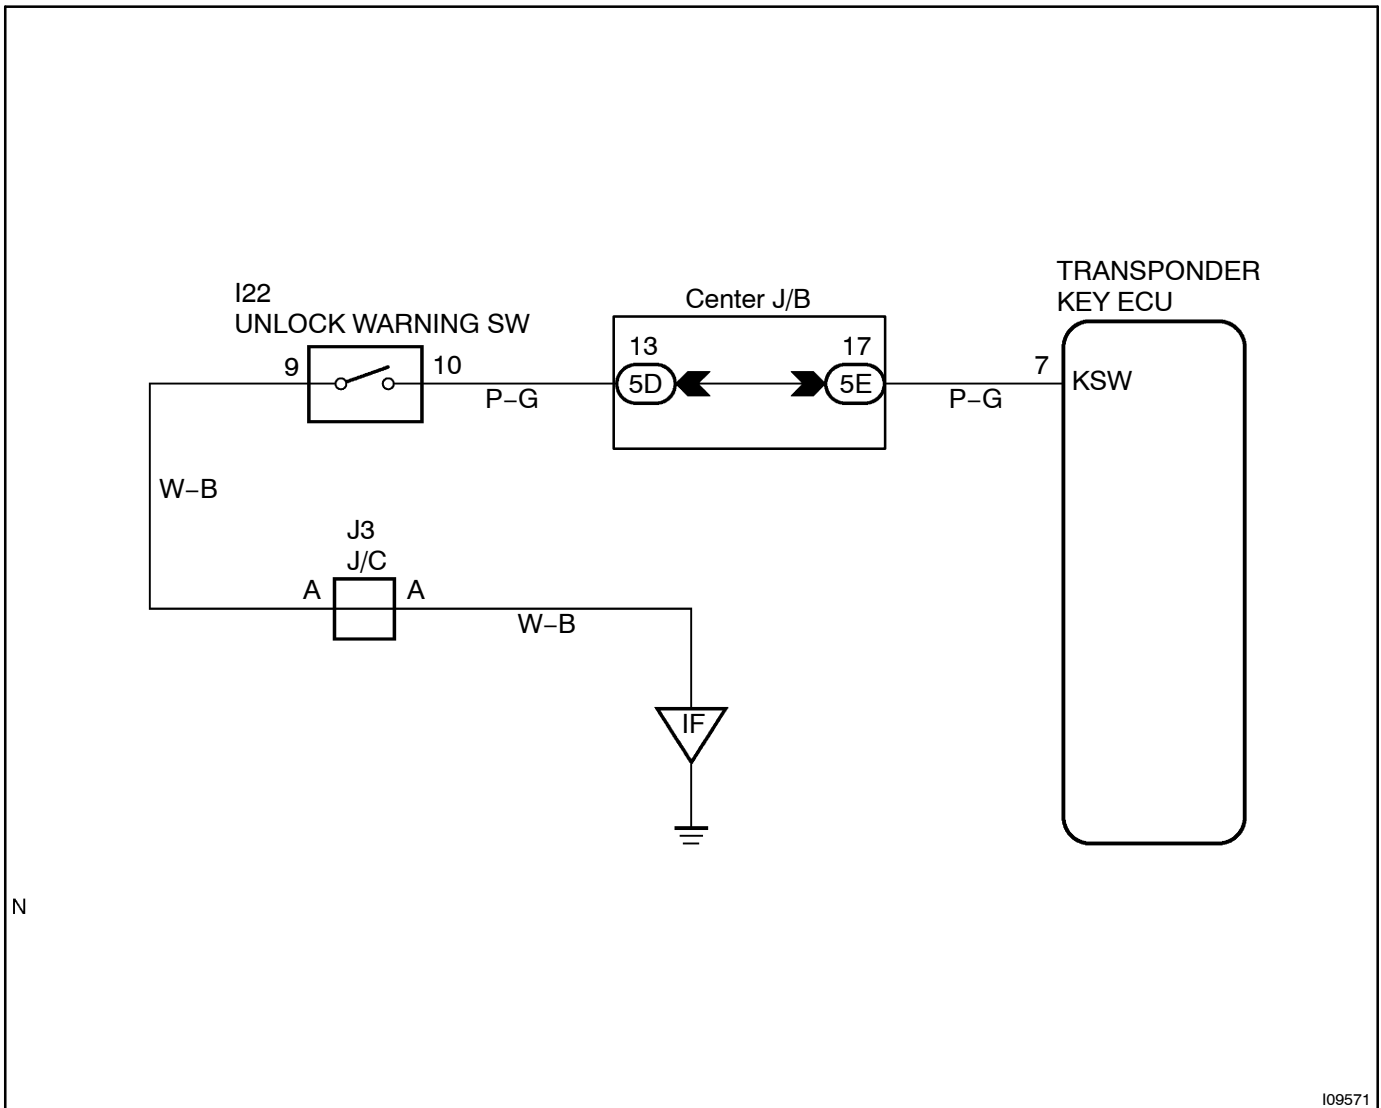 TRANSPONDER
KEY ECU
I22
UNLOCK WARNING SW
Center J/B
9
10
13
17
7
5D
5E
KSW
P–G
P–G
W–B
J3
J/C
A
A
W–B
IF
N
I09571